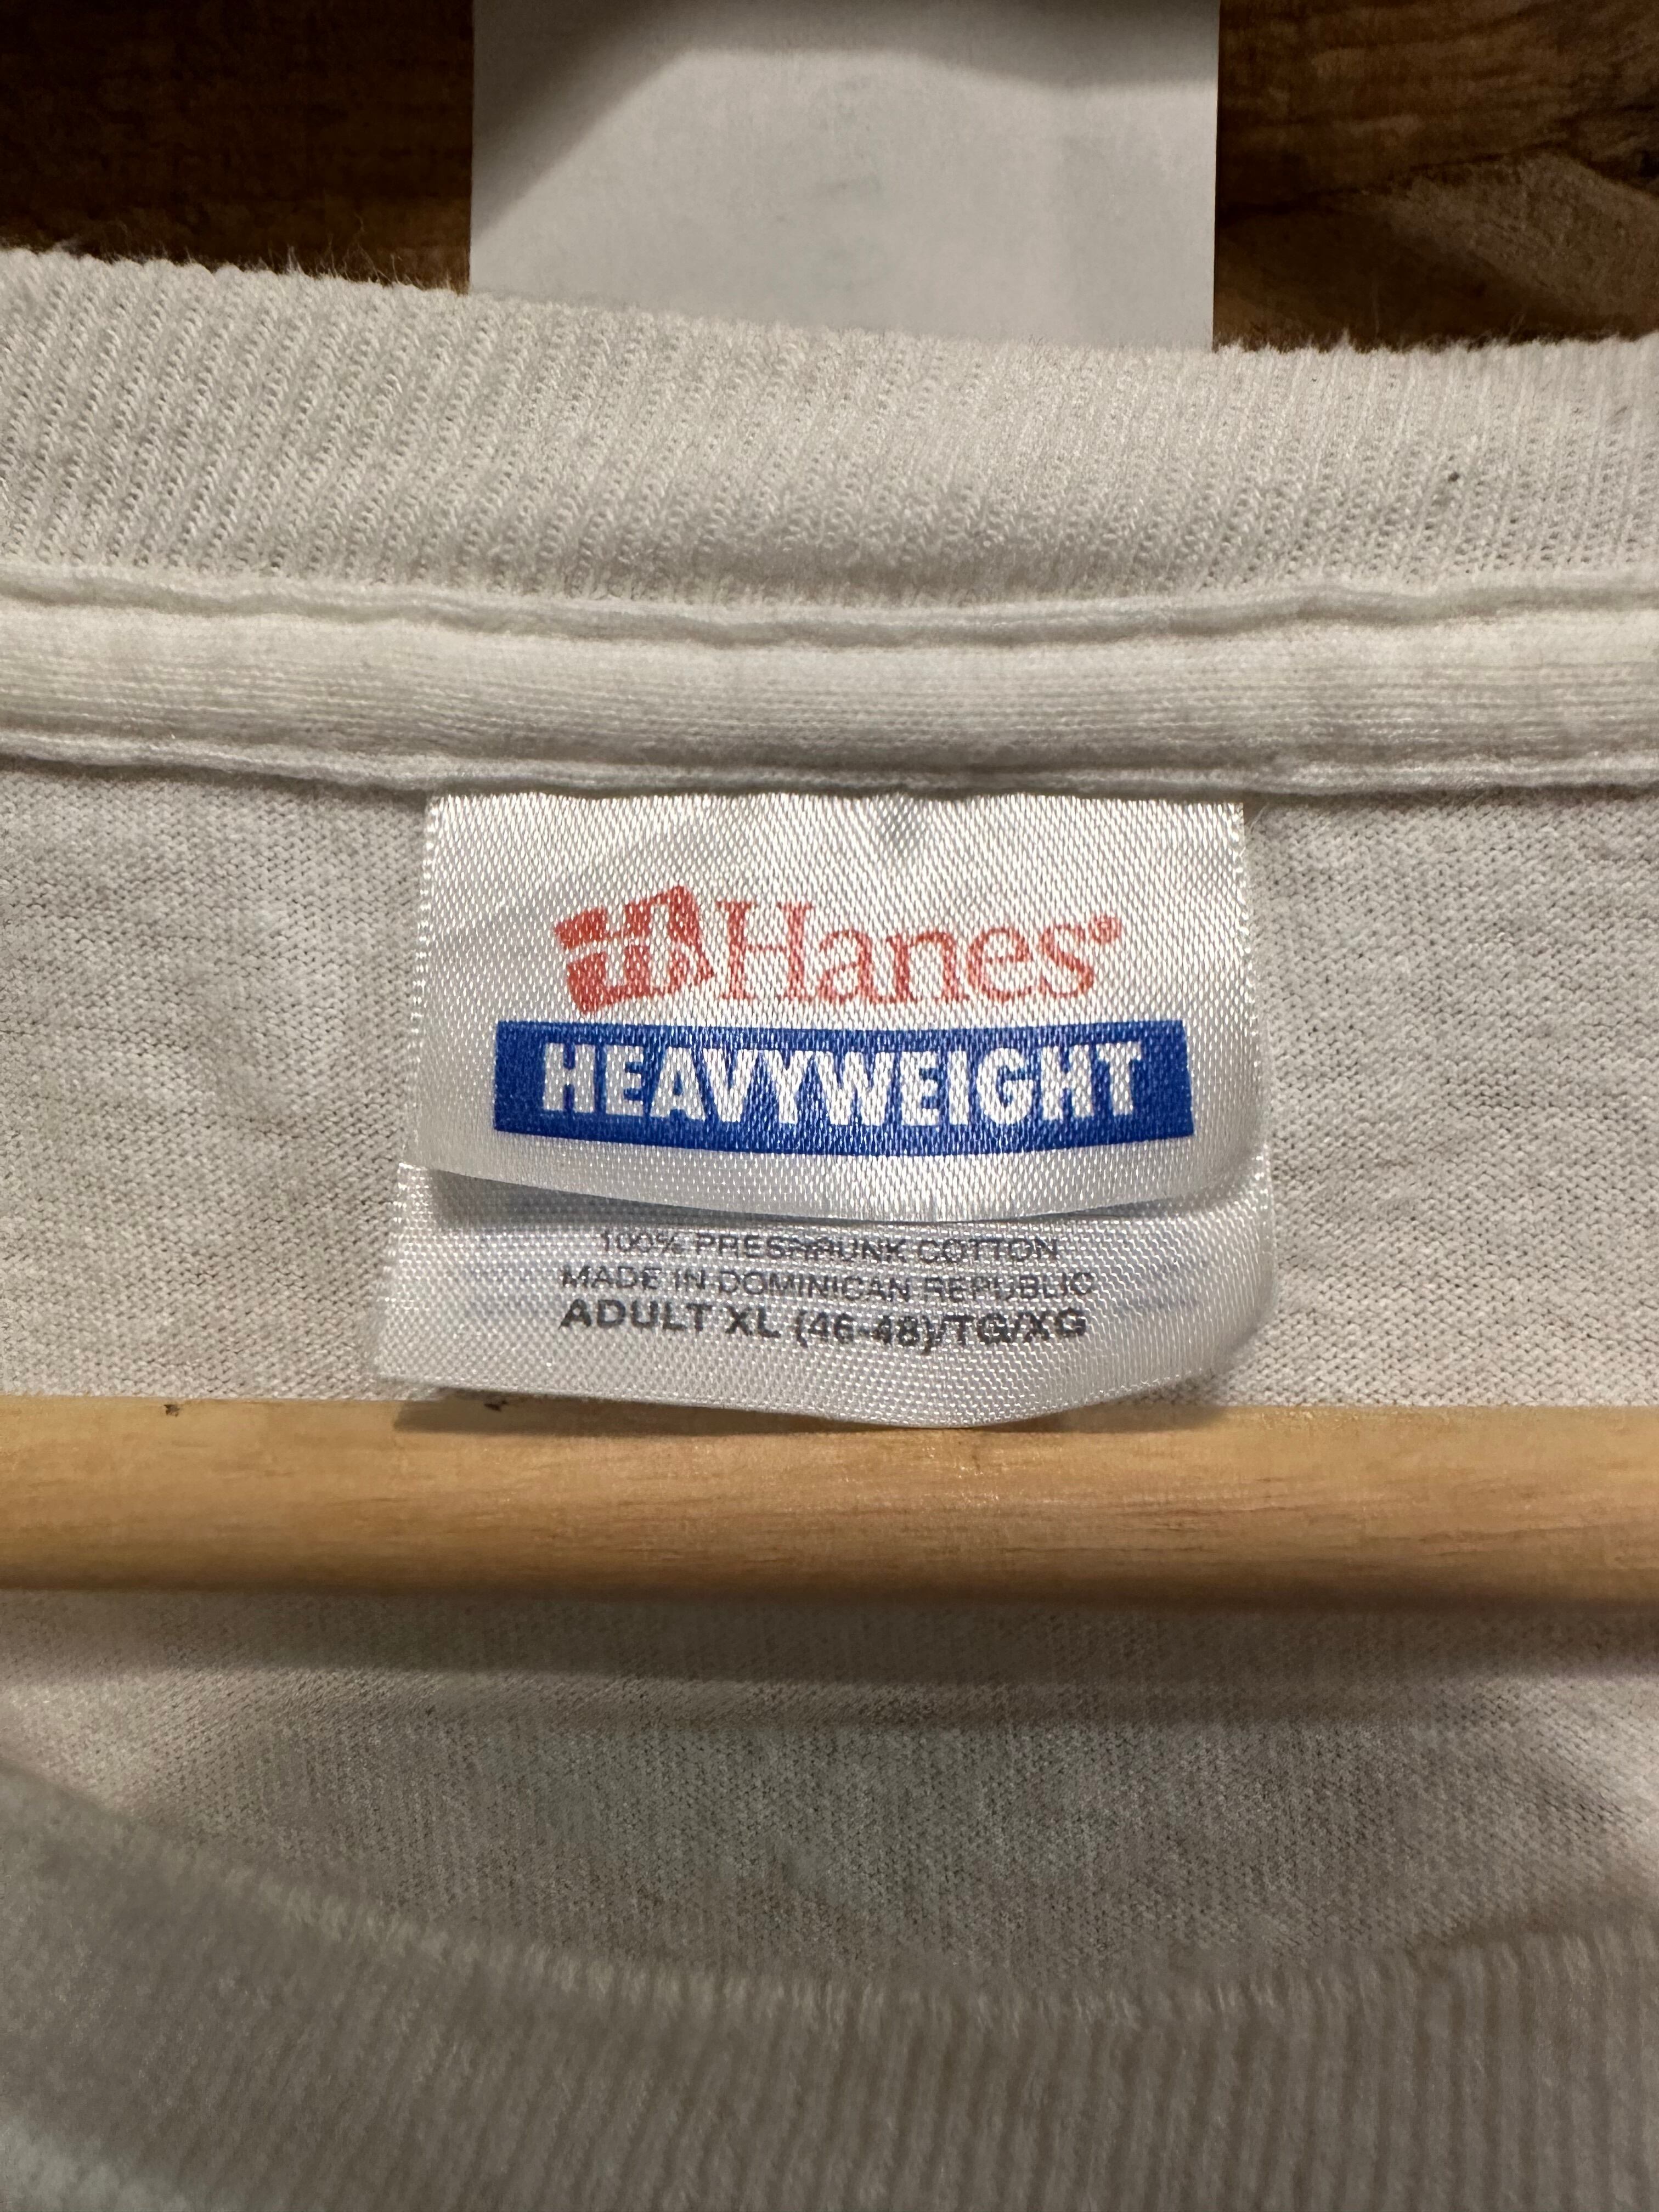 Hanes®
HEAVYWEIGHT
100% PRESHRUNK COTTON
MADE IN DOMINICAN REPUBLIC
ADULT XL (46-48)/TG/XG